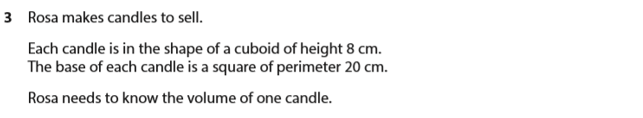 3 Rosa makes candles to sell.
Each candle is in the shape of a cuboid of height 8 cm.
The base of each candle is a square of perimeter 20 cm.
Rosa needs to know the volume of one candle.